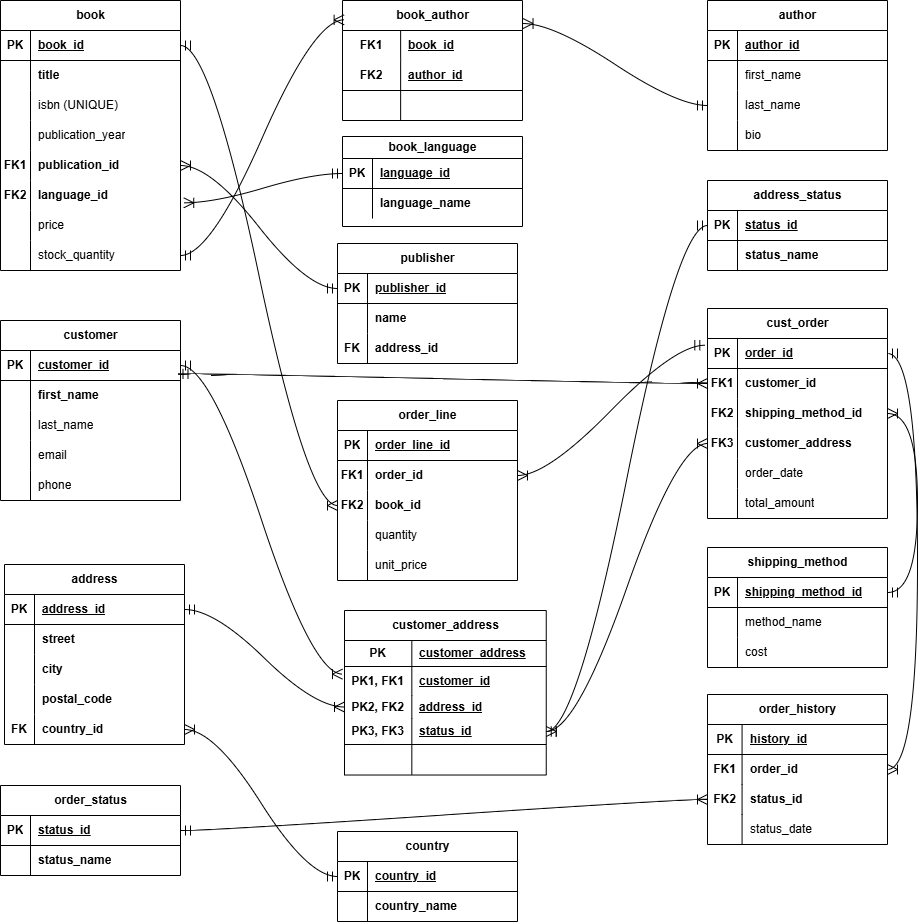 book
PK book_id
title
isbn (UNIQUE)
publication_year
FK1 publication_id
FK2 language_id
price
stock_quantity
book_author
FK1 book_id
FK2 author_id
author
PK author_id
first_name
last_name
bio
book_language
PK language_id
language_name
address_status
PK status_id
status_name
publisher
PK publisher_id
name
FK address_id
customer
PK customer_id
first_name
last_name
email
phone
cust_order
PK order_id
FK1 customer_id
FK2 shipping_method_id
FK3 customer_address
order_date
total_amount
order_line
PK order_line_id
FK1 order_id
FK2 book_id
quantity
unit_price
address
PK address_id
street
city
postal_code
FK country_id
customer_address
PK customer_address
PK1, FK1 customer_id
PK2, FK2 address_id
PK3, FK3 status_id
shipping_method
PK shipping_method_id
method_name
cost
order_history
PK history_id
FK1 order_id
FK2 status_id
status_date
order_status
PK status_id
status_name
country
PK country_id
country_name